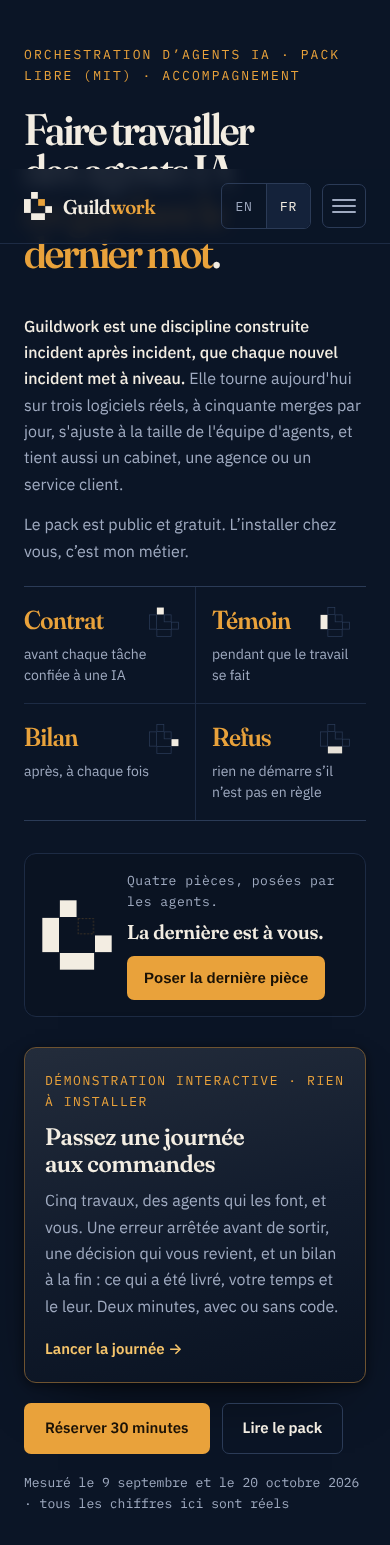 ORCHESTRATION D’AGENTS IA · PACK
LIBRE (MIT) · ACCOMPAGNEMENT
Faire travailler
des agents IA
Guildwork
EN
FR
dernier mot.
Guildwork est une discipline construite
incident après incident, que chaque nouvel
incident met à niveau. Elle tourne aujourd'hui
sur trois logiciels réels, à cinquante merges par
jour, s'ajuste à la taille de l'équipe d'agents, et
tient aussi un cabinet, une agence ou un
service client.
Le pack est public et gratuit. L’installer chez
vous, c’est mon métier.
Contrat
avant chaque tâche
confiée à une IA
Témoin
pendant que le travail
se fait
Bilan
après, à chaque fois
Refus
rien ne démarre s’il
n’est pas en règle
Quatre pièces, posées par
les agents.
La dernière est à vous.
Poser la dernière pièce
DÉMONSTRATION INTERACTIVE · RIEN
À INSTALLER
Passez une journée
aux commandes
Cinq travaux, des agents qui les font, et
vous. Une erreur arrêtée avant de sortir,
une décision qui vous revient, et un bilan
à la fin : ce qui a été livré, votre temps et
le leur. Deux minutes, avec ou sans code.
Lancer la journée →
Réserver 30 minutes
Lire le pack
Mesuré le 9 septembre et le 20 octobre 2026
· tous les chiffres ici sont réels